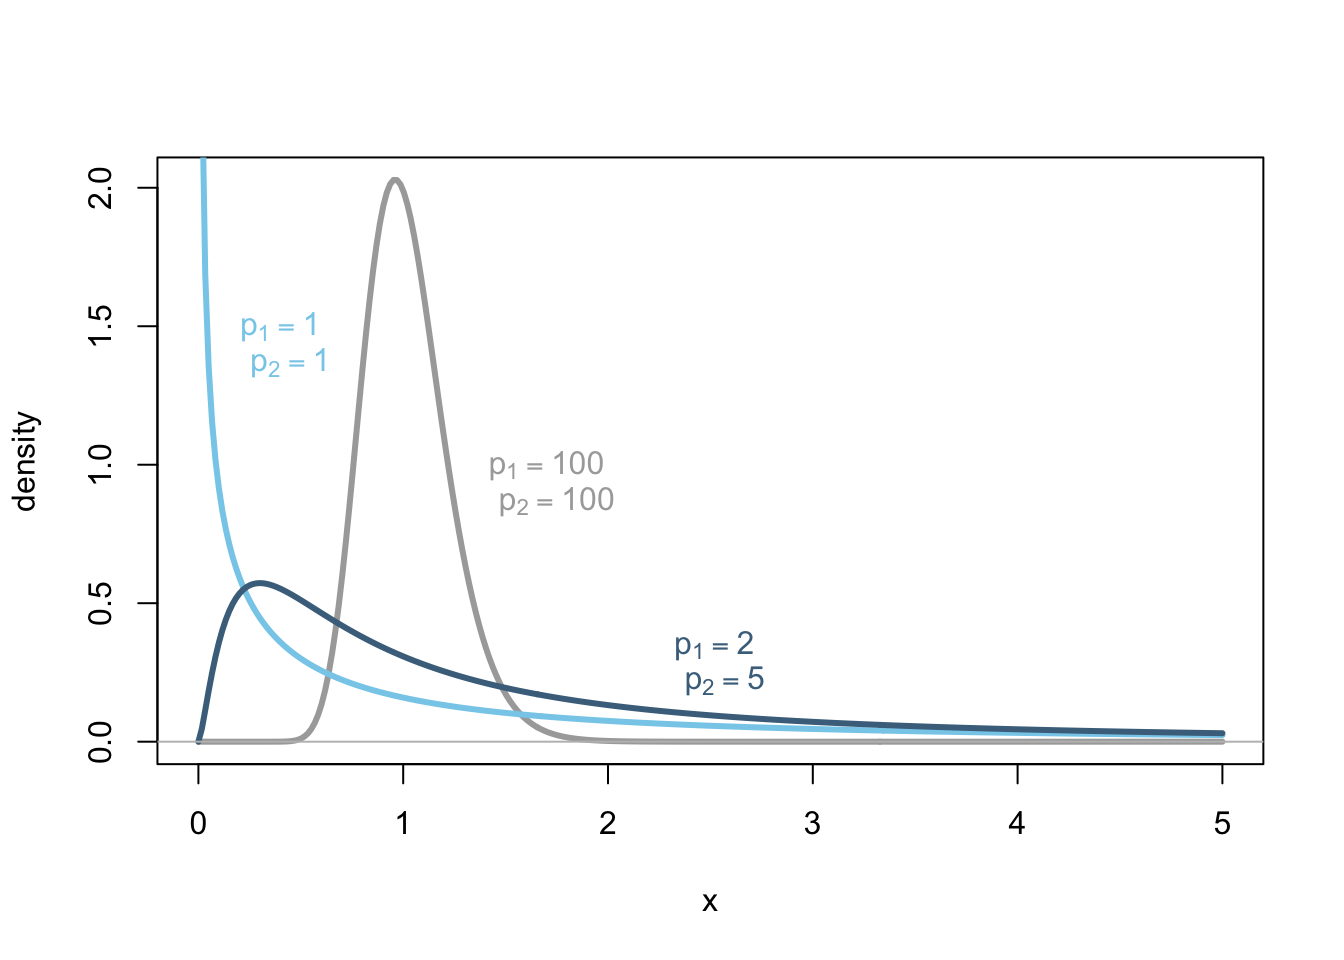 2.0
1.5
1.0
0.5
0.0
density
p₁ = 1
p₂ = 1
p₁ = 100
p₂ = 100
p₁ = 2
p₂ = 5
0 1 2 3 4 5
x